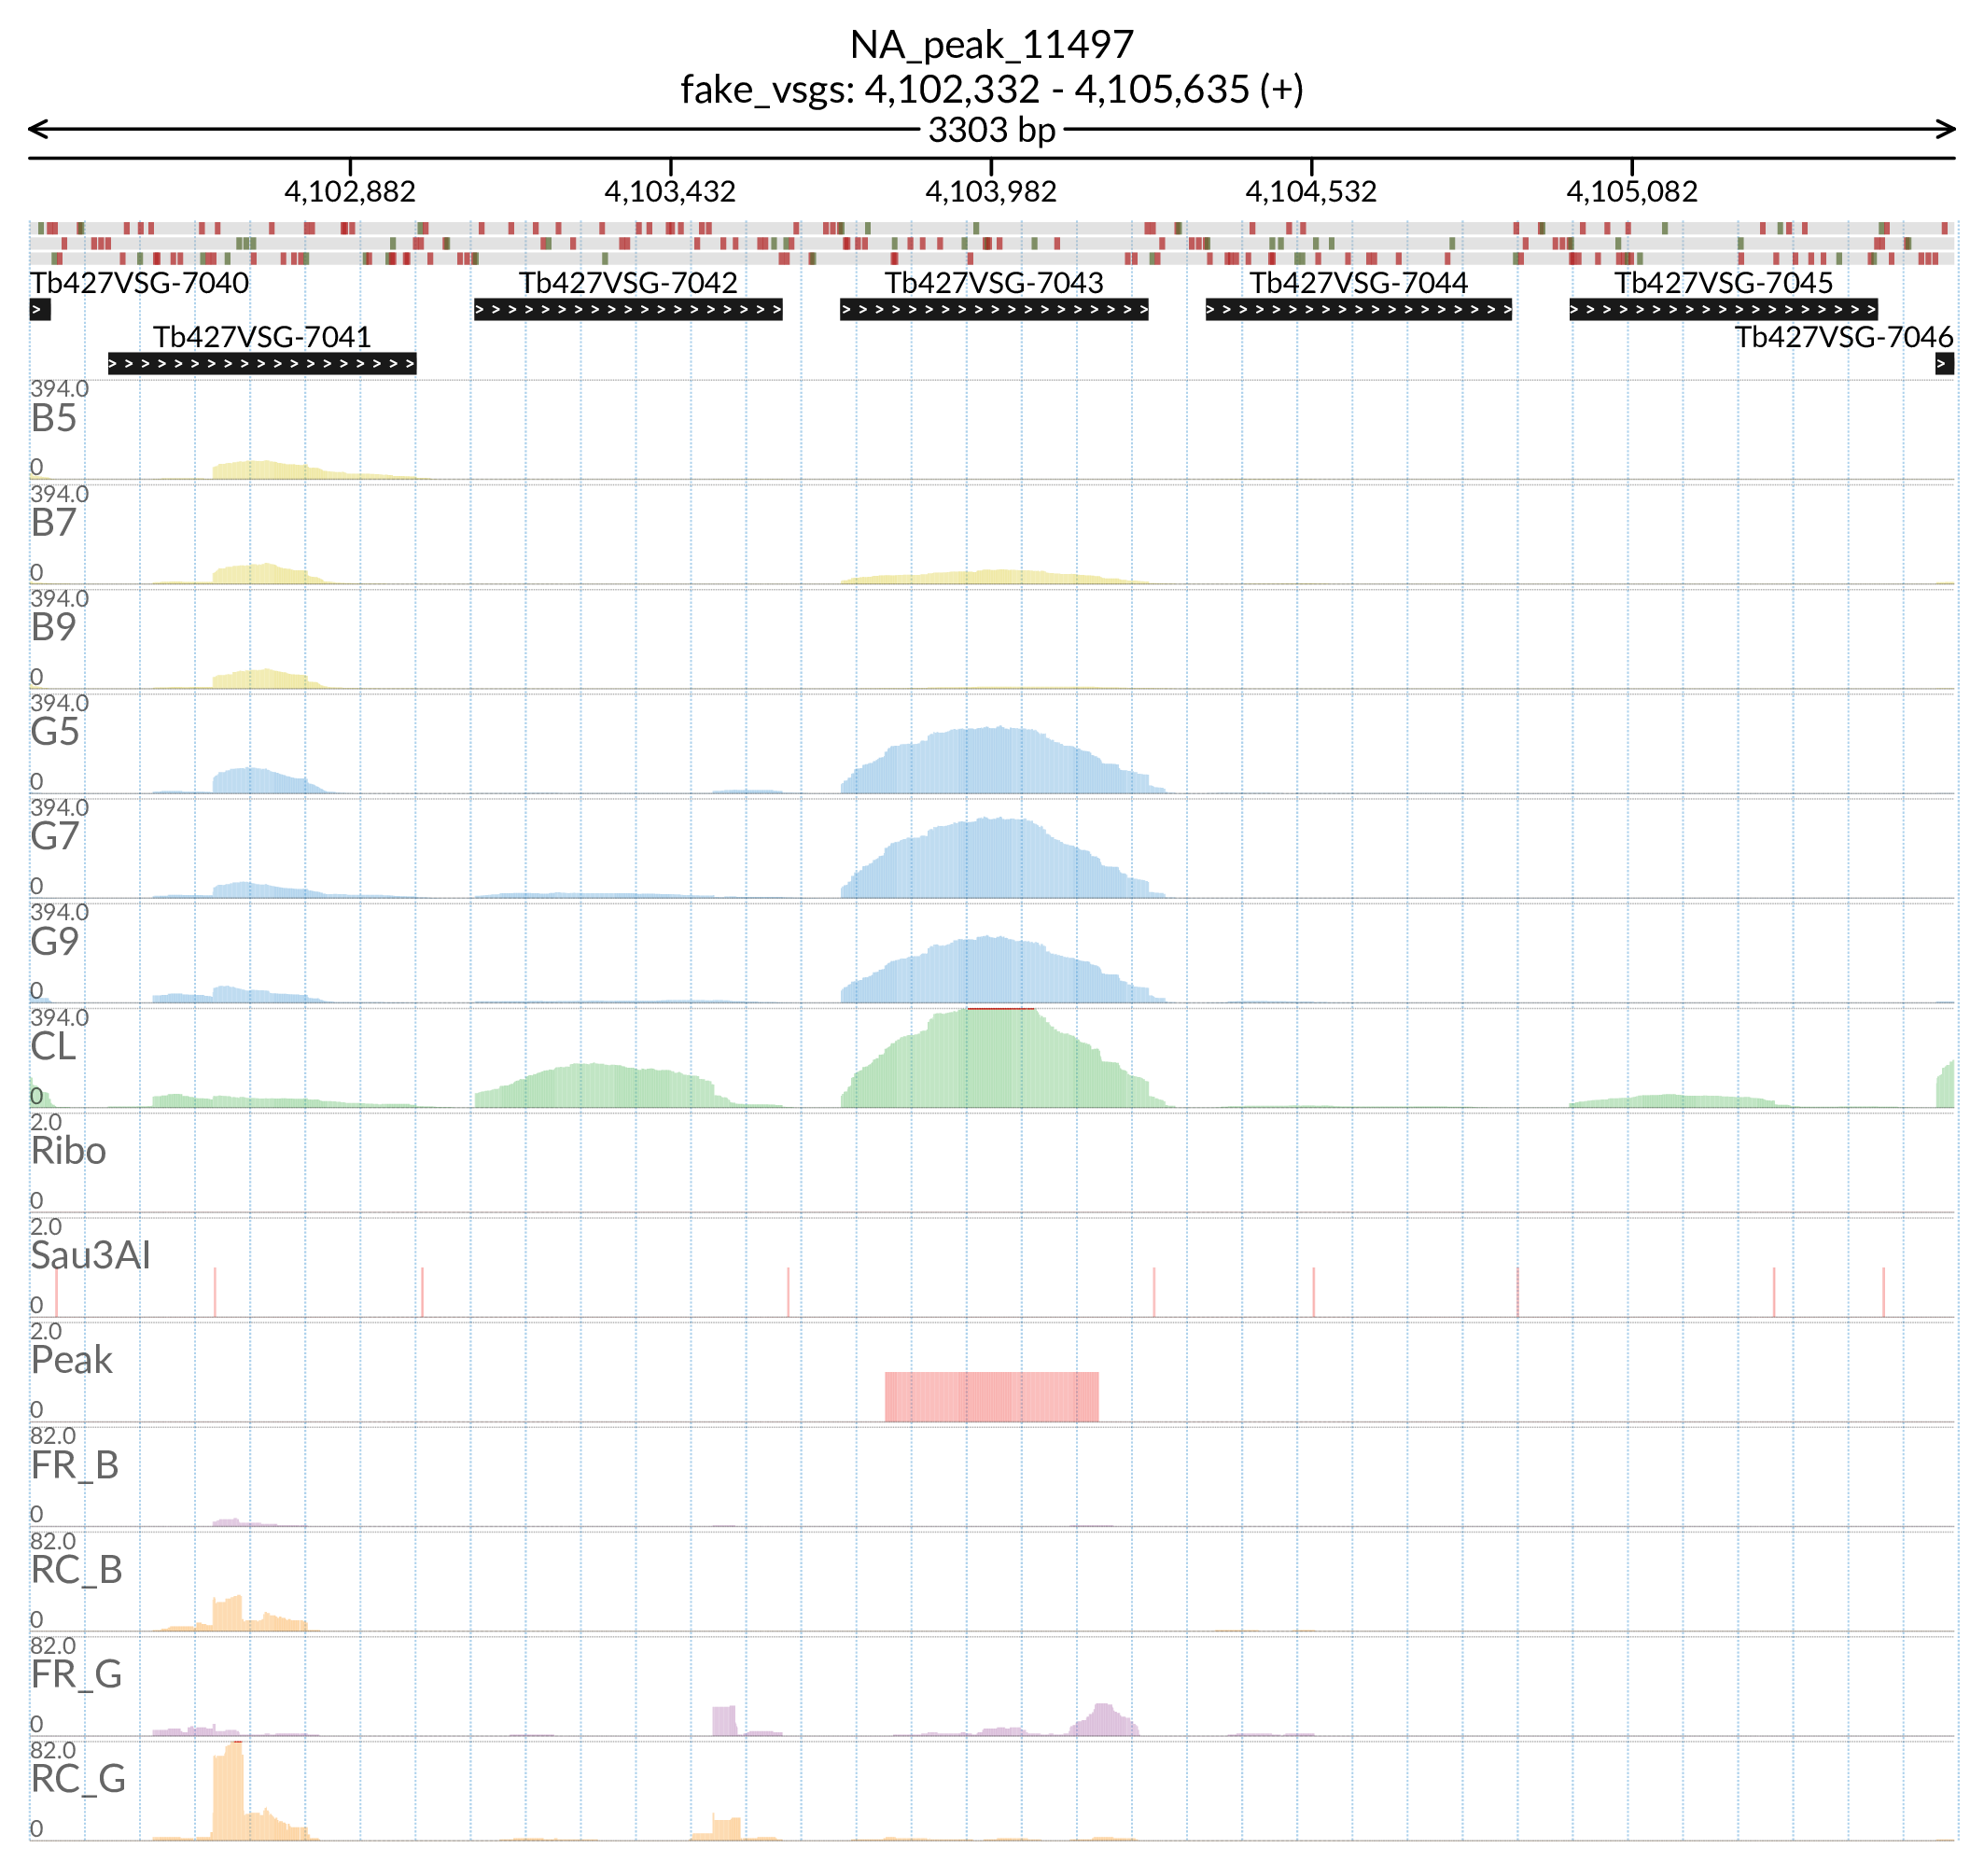 NA_peak_11497
fake_vsgs: 4,102,332 - 4,105,635 (+)
3303 bp
4,102,882 4,103,432 4,103,982 4,104,532 4,105,082
Tb427VSG-7040 Tb427VSG-7042 Tb427VSG-7043 Tb427VSG-7044 Tb427VSG-7045
Tb427VSG-7041 Tb427VSG-7046
394.0
B5
0
394.0
B7
0
394.0
B9
0
394.0
G5
0
394.0
G7
0
394.0
G9
0
394.0
CL
0
2.0
Ribo
0
2.0
Sau3AI
0
2.0
Peak
0
82.0
FR_B
0
82.0
RC_B
0
82.0
FR_G
0
82.0
RC_G
0